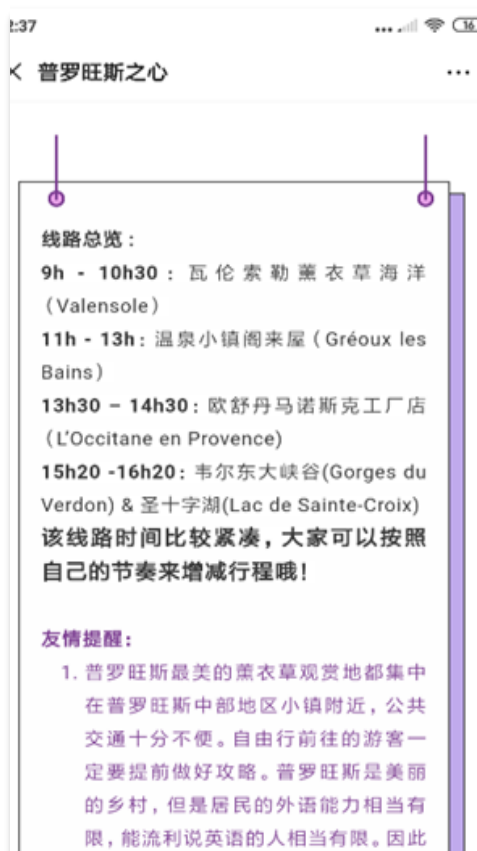 2:37
16
普罗旺斯之心
线路总览：
9h - 10h30：瓦伦索勒薰衣草海洋
（Valensole）
11h - 13h：温泉小镇阁来屋（Gréoux les
Bains）
13h30 – 14h30：欧舒丹马诺斯克工厂店
（L’Occitane en Provence)
15h20 -16h20：韦尔东大峡谷(Gorges du
Verdon) & 圣十字湖(Lac de Sainte-Croix)
该线路时间比较紧凑，大家可以按照
自己的节奏来增减行程哦！
友情提醒：
1. 普罗旺斯最美的薰衣草观赏地都集中
在普罗旺斯中部地区小镇附近，公共
交通十分不便。自由行前往的游客一
定要提前做好攻略。普罗旺斯是美丽
的乡村，但是居民的外语能力相当有
限，能流利说英语的人相当有限。因此